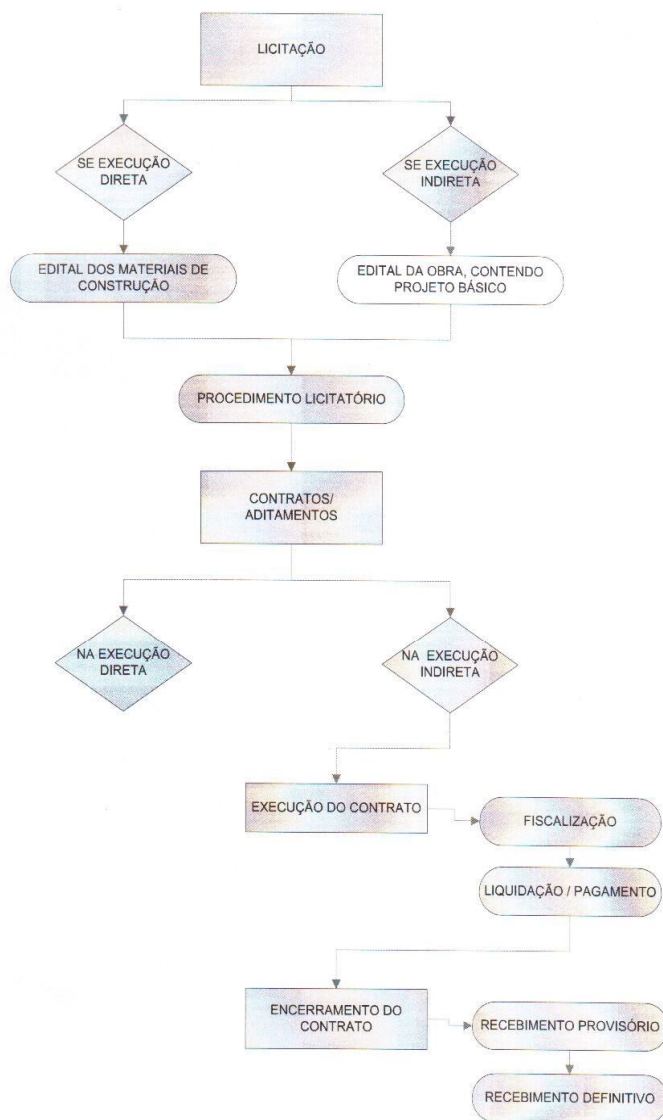 LICITAÇÃO
SE EXECUÇÃO
DIRETA
SE EXECUÇÃO
INDIRETA
EDITAL DOS MATERIAIS DE
CONSTRUÇÃO
EDITAL DA OBRA, CONTENDO
PROJETO BÁSICO
PROCEDIMENTO LICITATÓRIO
CONTRATOS/
ADITAMENTOS
NA EXECUÇÃO
DIRETA
NA EXECUÇÃO
INDIRETA
EXECUÇÃO DO CONTRATO
FISCALIZAÇÃO
LIQUIDAÇÃO / PAGAMENTO
ENCERRAMENTO DO
CONTRATO
RECEBIMENTO PROVISÓRIO
RECEBIMENTO DEFINITIVO